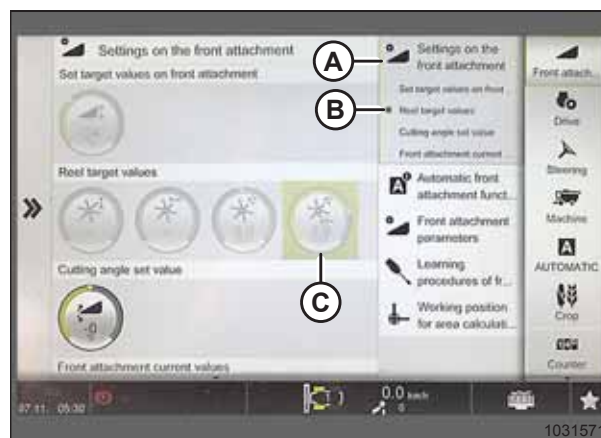 Settings on the front attachment
Set target values on front attachment
Reel target values
Cutting angle set value
-0
Front attachment current values
A
B
C
Settings on the
front attachment
Set target values on front ...
Reel target values
Cutting angle set value
Front attachment current ...
Automatic front
attachment funct...
Front attachment
parameters
Learning
procedures of fr...
Working position
for area calculati...
Front attach...
Drive
Steering
Machine
A
AUTOMATIC
Crop
Counter
07.11. 05:30
0.0 km/h
0
1031571